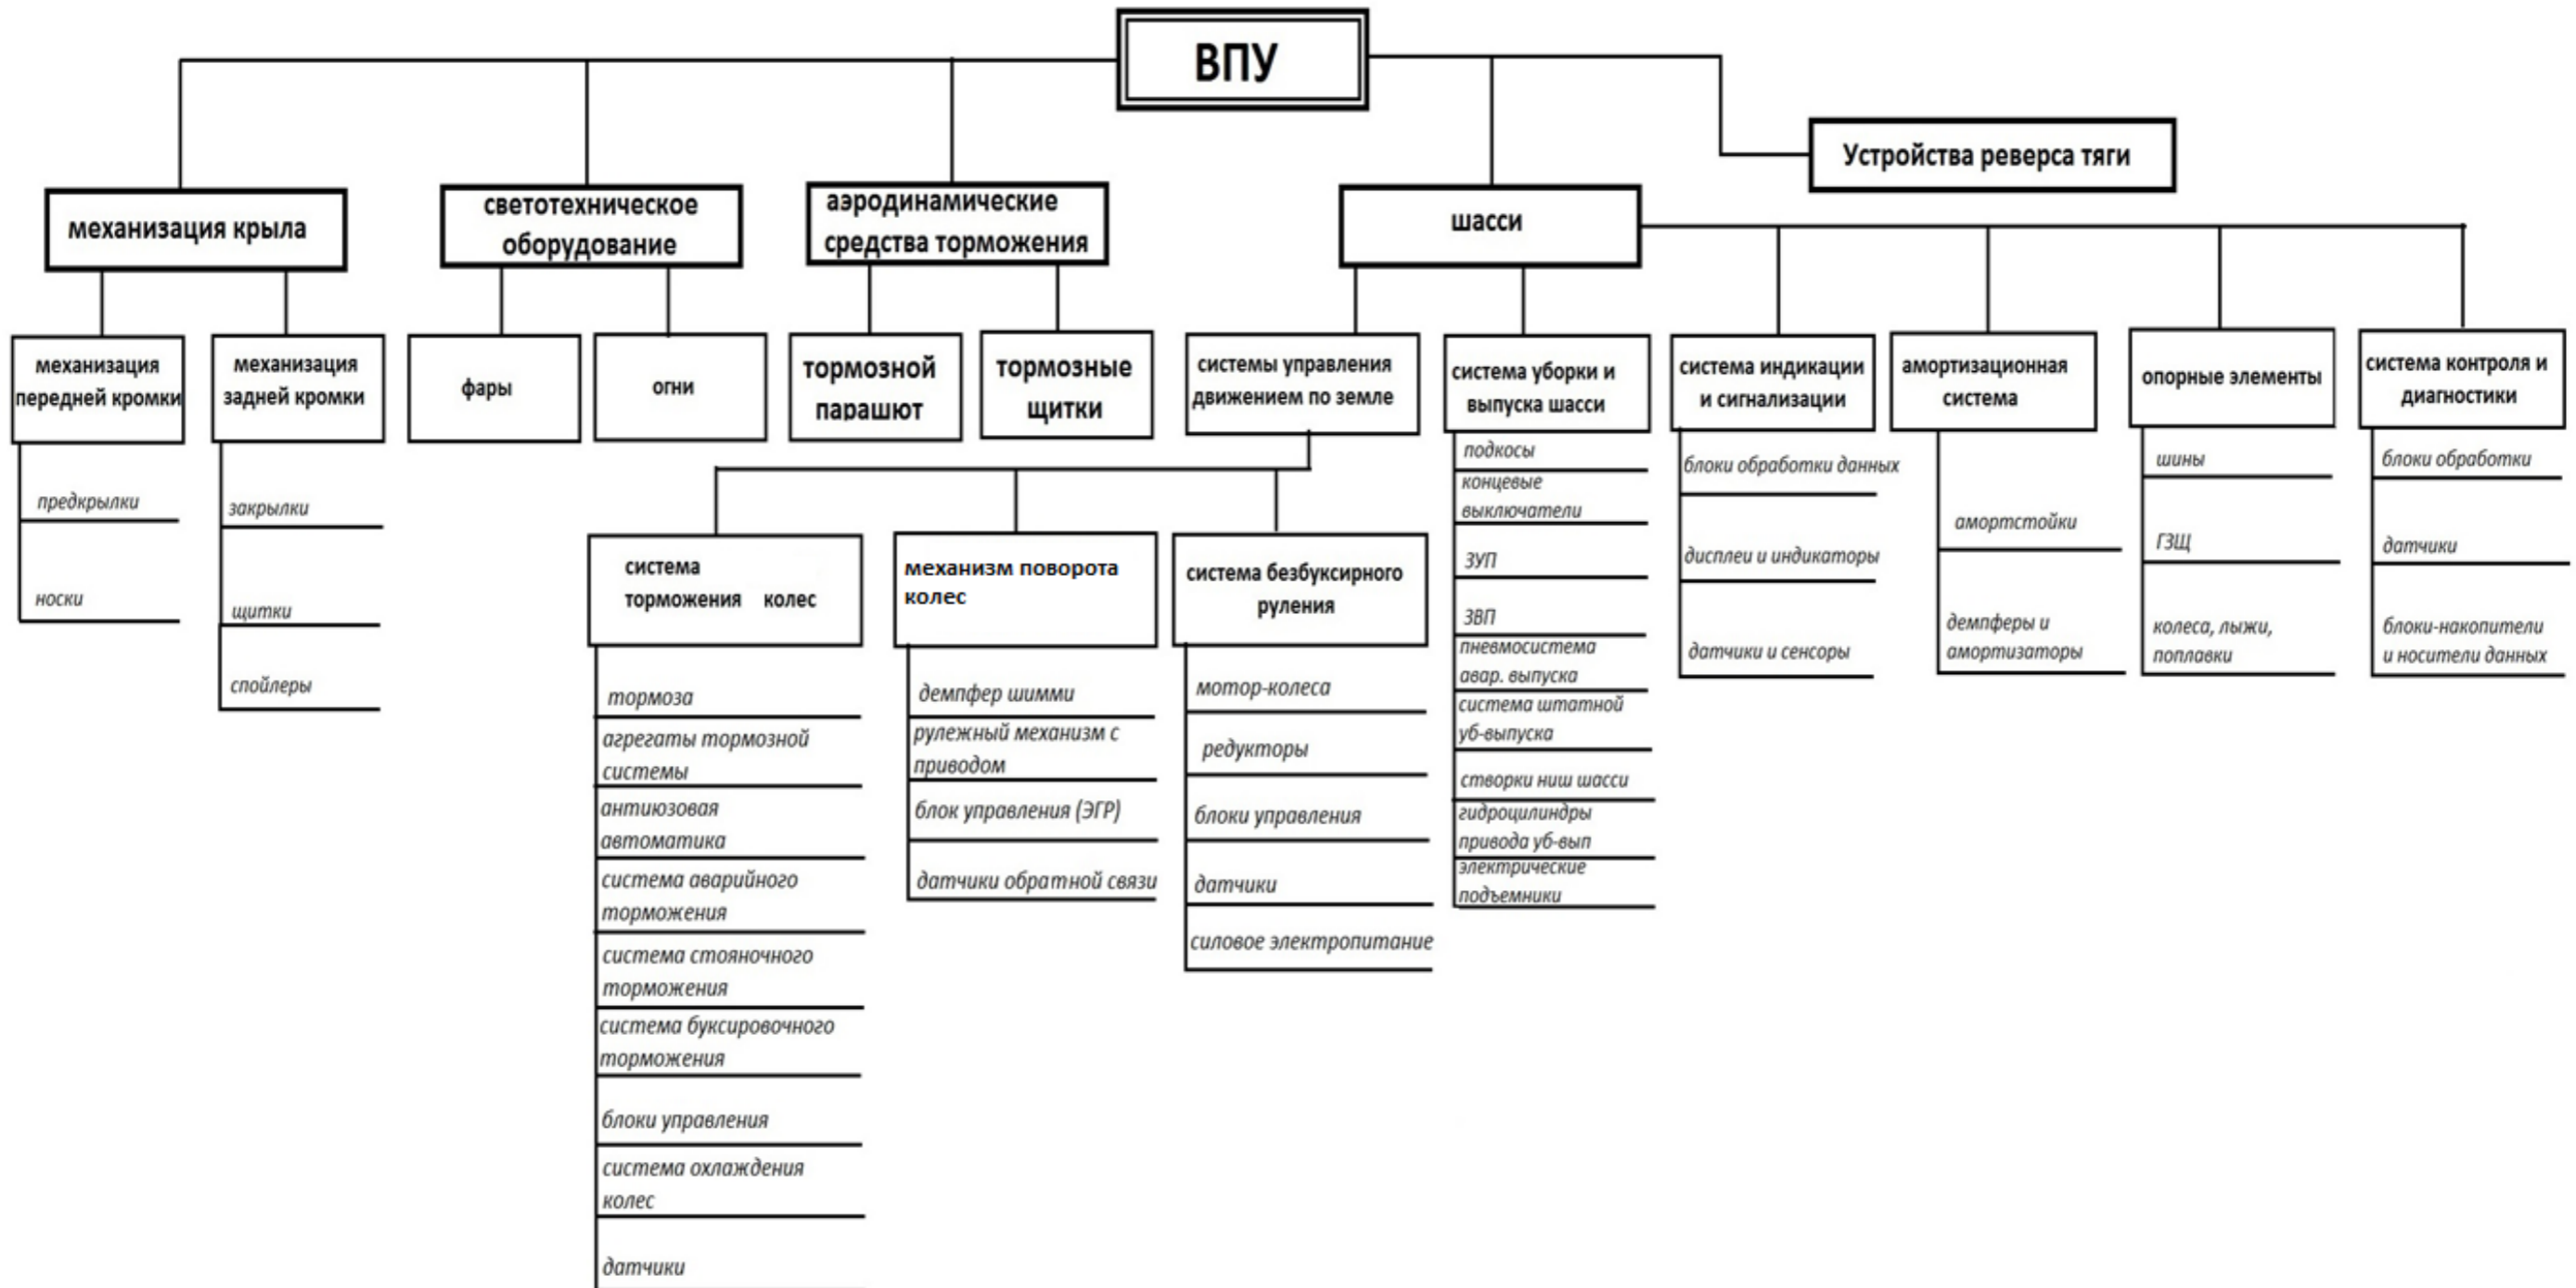 ВПУ
Устройства реверса тяги
механизация крыла
светотехническое
оборудование
аэродинамические
средства торможения
шасси
механизация
передней кромки
механизация
задней кромки
фары
огни
тормозной
парашют
тормозные
щитки
системы управления
движением по земле
система уборки и
выпуска шасси
система индикации
и сигнализации
амортизационная
система
опорные элементы
система контроля и
диагностики
предкрылки
носки
закрылки
щитки
спойлеры
система
торможения колес
тормоза
агрегаты тормозной
системы
антиюзовая
автоматика
система аварийного
торможения
система стояночного
торможения
система буксировочного
торможения
блоки управления
система охлаждения
колес
датчики
механизм поворота
колес
демпфер шимми
рулежный механизм с
приводом
блок управления (ЭГР)
датчики обратной связи
система безбуксирного
руления
мотор-колеса
редукторы
блоки управления
датчики
силовое электропитание
подкосы
концевые
выключатели
ЗУП
ЗВП
пневмосистема
авар. выпуска
система штатной
уб-выпуска
створки ниш шасси
гидроцилиндры
привода уб-вып
электрические
подъемники
блоки обработки данных
дисплеи и индикаторы
датчики и сенсоры
амортстойки
демпферы и
амортизаторы
шины
ГЗЩ
колеса, лыжи,
поплавки
блоки обработки
датчики
блоки-накопители
и носители данных